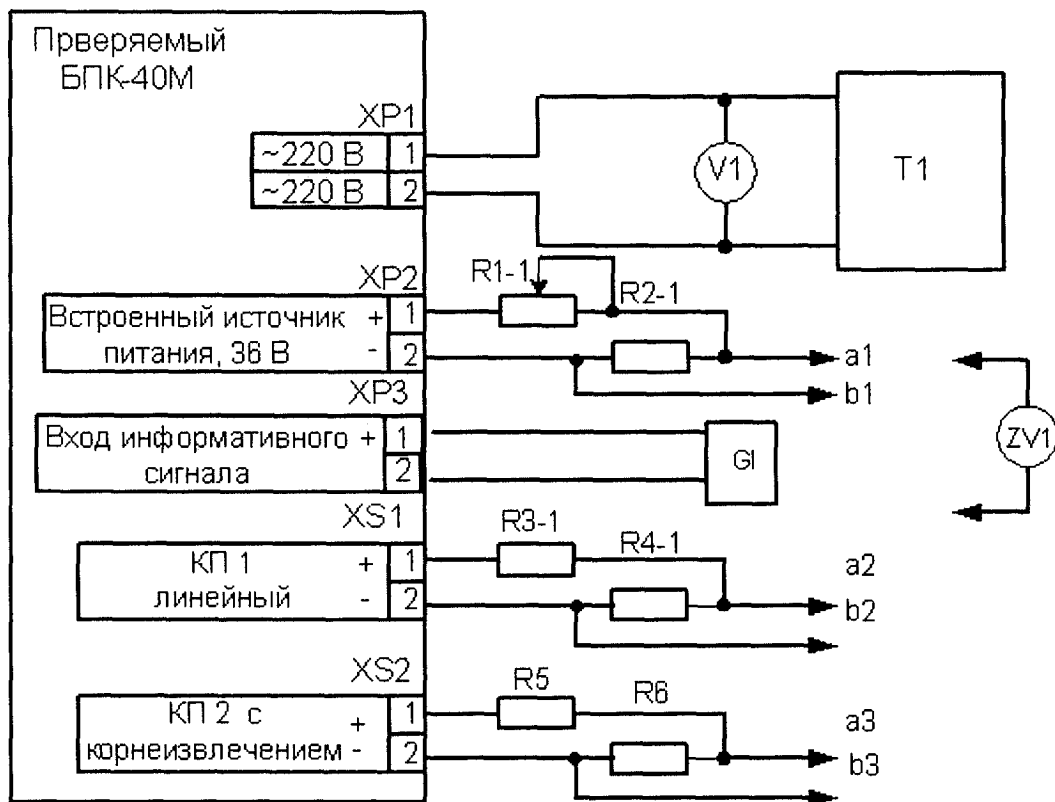 Прверяемый
БПК-40М
XP1
~220 В 1
~220 В 2
V1
T1
XP2
R1-1
R2-1
Встроенный источник + 1
питания, 36 В - 2
a1
b1
XP3
Вход информативного + 1
сигнала 2
GI
ZV1
XS1
R3-1
R4-1
КП 1 + 1
линейный - 2
a2
b2
XS2
R5
R6
КП 2 с + 1
корнеизвлечением - 2
a3
b3